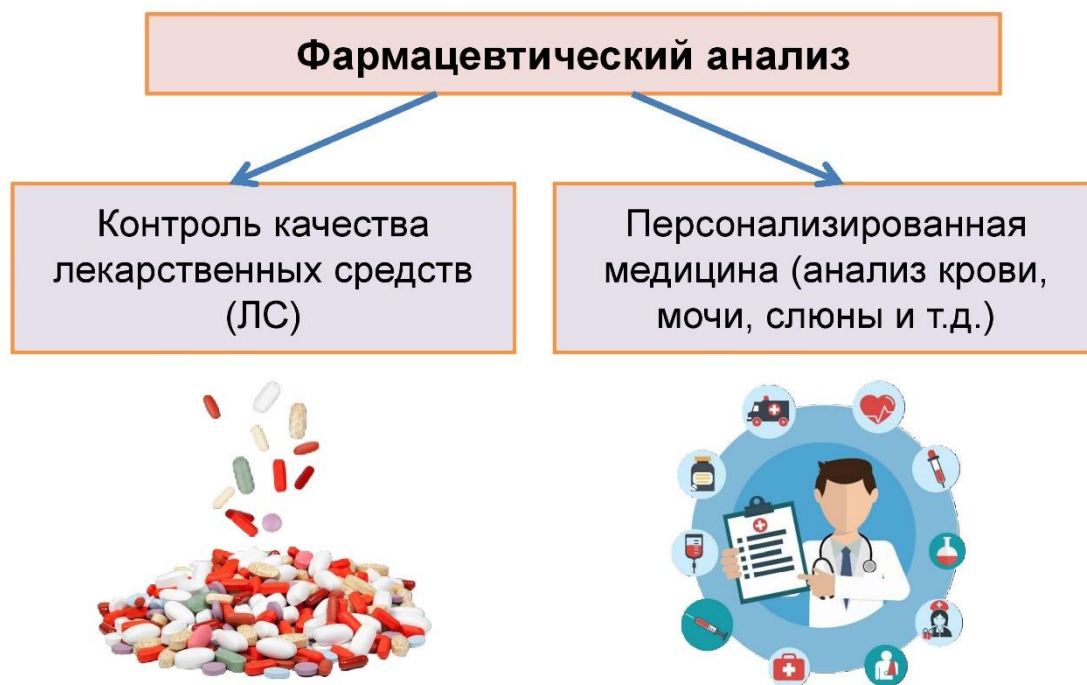 Фармацевтический анализ
Контроль качества
лекарственных средств
(ЛС)
Персонализированная
медицина (анализ крови,
мочи, слюны и т.д.)